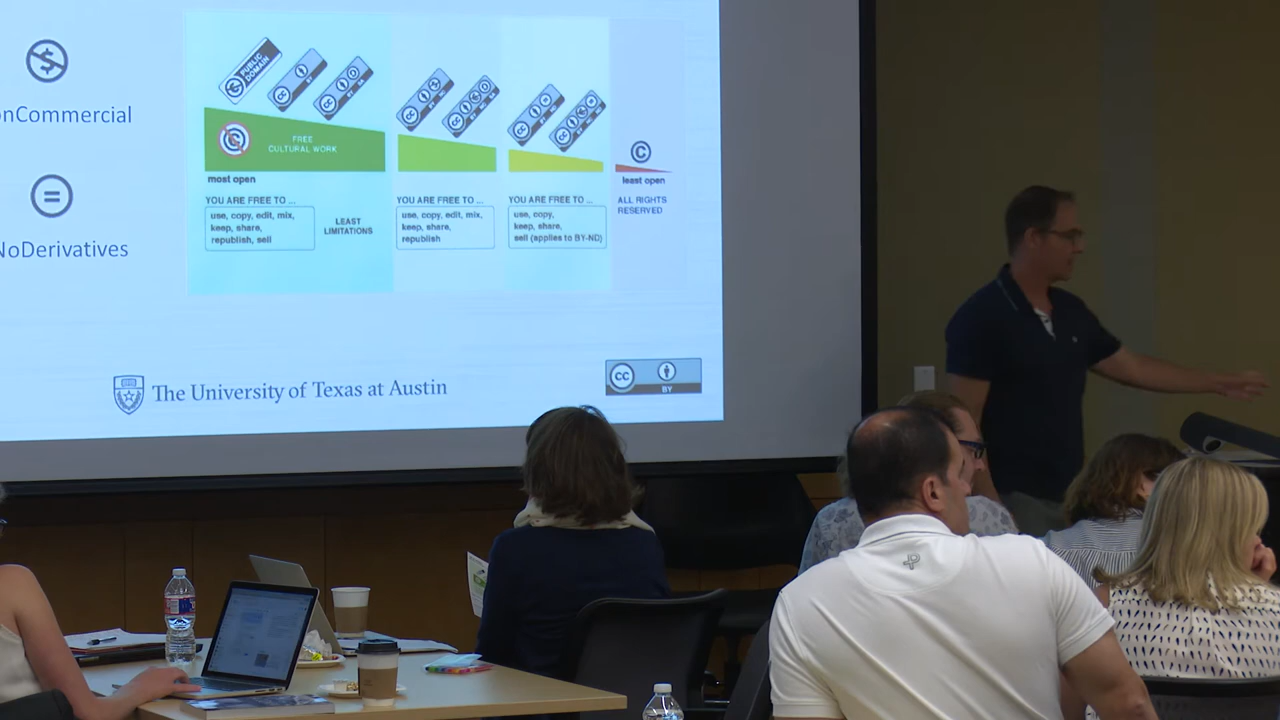 nCommercial
NoDerivatives
PUBLIC
DOMAIN
FREE
CULTURAL WORK
most open
YOU ARE FREE TO ...
use, copy, edit, mix,
keep, share,
republish, sell
LEAST
LIMITATIONS
YOU ARE FREE TO ...
use, copy, edit, mix,
keep, share,
republish
YOU ARE FREE TO ...
use, copy,
keep, share,
sell (applies to BY-ND)
C
least open
ALL RIGHTS
RESERVED
The University of Texas at Austin
CC
BY